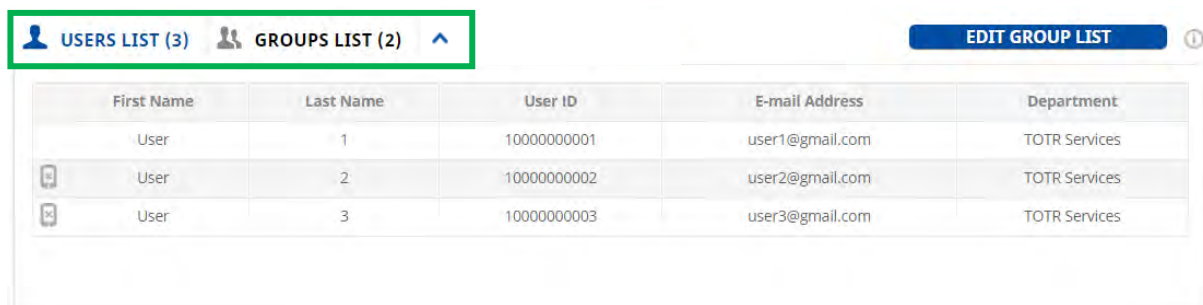 USERS LIST (3) GROUPS LIST (2) EDIT GROUP LIST
First Name Last Name User ID E-mail Address Department
User 1 10000000001 user1@gmail.com TOTR Services
User 2 10000000002 user2@gmail.com TOTR Services
User 3 10000000003 user3@gmail.com TOTR Services